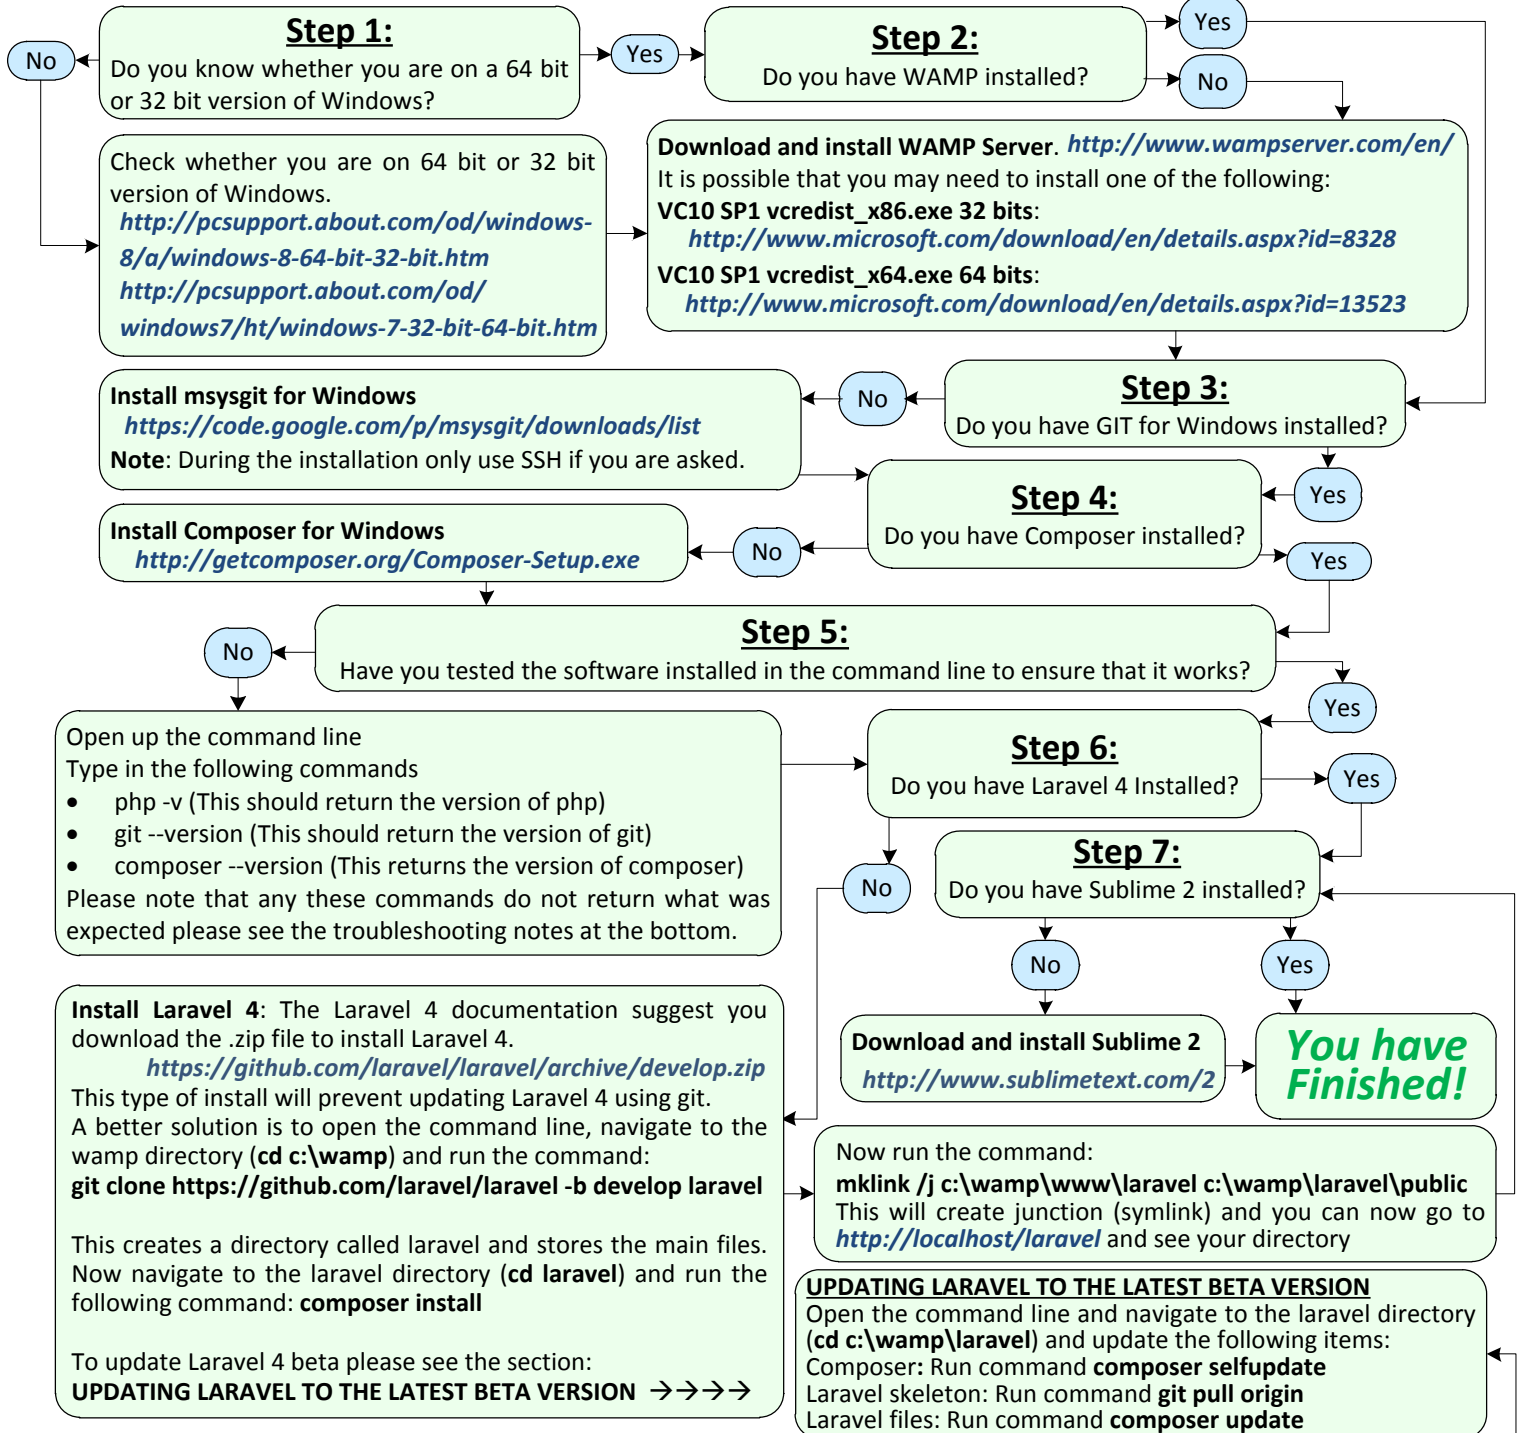 Step 1:
Do you know whether you are on a 64 bit
or 32 bit version of Windows?
No
Yes
Step 2:
Do you have WAMP installed?
Yes
No
Check whether you are on 64 bit or 32 bit
version of Windows.
http://pcsupport.about.com/od/windows-
8/a/windows-8-64-bit-32-bit.htm
http://pcsupport.about.com/od/
windows7/ht/windows-7-32-bit-64-bit.htm
Download and install WAMP Server. http://www.wampserver.com/en/
It is possible that you may need to install one of the following:
VC10 SP1 vcredist_x86.exe 32 bits:
http://www.microsoft.com/download/en/details.aspx?id=8328
VC10 SP1 vcredist_x64.exe 64 bits:
http://www.microsoft.com/download/en/details.aspx?id=13523
Step 3:
Do you have GIT for Windows installed?
No
Yes
Install msysgit for Windows
https://code.google.com/p/msysgit/downloads/list
Note: During the installation only use SSH if you are asked.
Step 4:
Do you have Composer installed?
No
Yes
Install Composer for Windows
http://getcomposer.org/Composer-Setup.exe
Step 5:
Have you tested the software installed in the command line to ensure that it works?
No
Yes
Open up the command line
Type in the following commands
• php -v (This should return the version of php)
• git --version (This should return the version of git)
• composer --version (This returns the version of composer)
Please note that any these commands do not return what was
expected please see the troubleshooting notes at the bottom.
Step 6:
Do you have Laravel 4 Installed?
Yes
No
Step 7:
Do you have Sublime 2 installed?
No
Yes
Download and install Sublime 2
http://www.sublimetext.com/2
You have
Finished!
Install Laravel 4: The Laravel 4 documentation suggest you
download the .zip file to install Laravel 4.
https://github.com/laravel/laravel/archive/develop.zip
This type of install will prevent updating Laravel 4 using git.
A better solution is to open the command line, navigate to the
wamp directory (cd c:\wamp) and run the command:
git clone https://github.com/laravel/laravel -b develop laravel
This creates a directory called laravel and stores the main files.
Now navigate to the laravel directory (cd laravel) and run the
following command: composer install
To update Laravel 4 beta please see the section:
UPDATING LARAVEL TO THE LATEST BETA VERSION →→→→
Now run the command:
mklink /j c:\wamp\www\laravel c:\wamp\laravel\public
This will create junction (symlink) and you can now go to
http://localhost/laravel and see your directory
UPDATING LARAVEL TO THE LATEST BETA VERSION
Open the command line and navigate to the laravel directory
(cd c:\wamp\laravel) and update the following items:
Composer: Run command composer selfupdate
Laravel skeleton: Run command git pull origin
Laravel files: Run command composer update